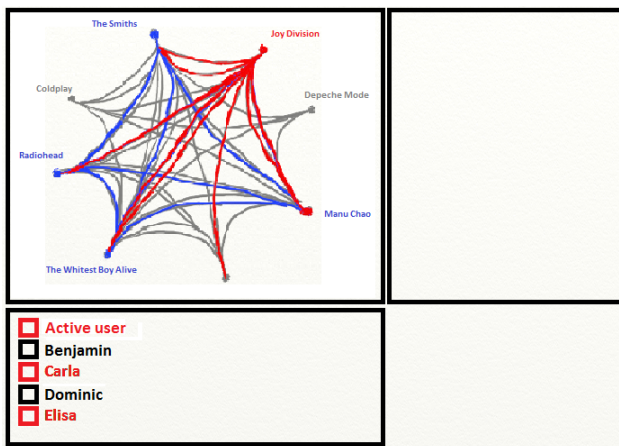 The Smiths
Joy Division
Coldplay
Depeche Mode
Radiohead
Manu Chao
The Whitest Boy Alive
Active user
Benjamin
Carla
Dominic
Elisa